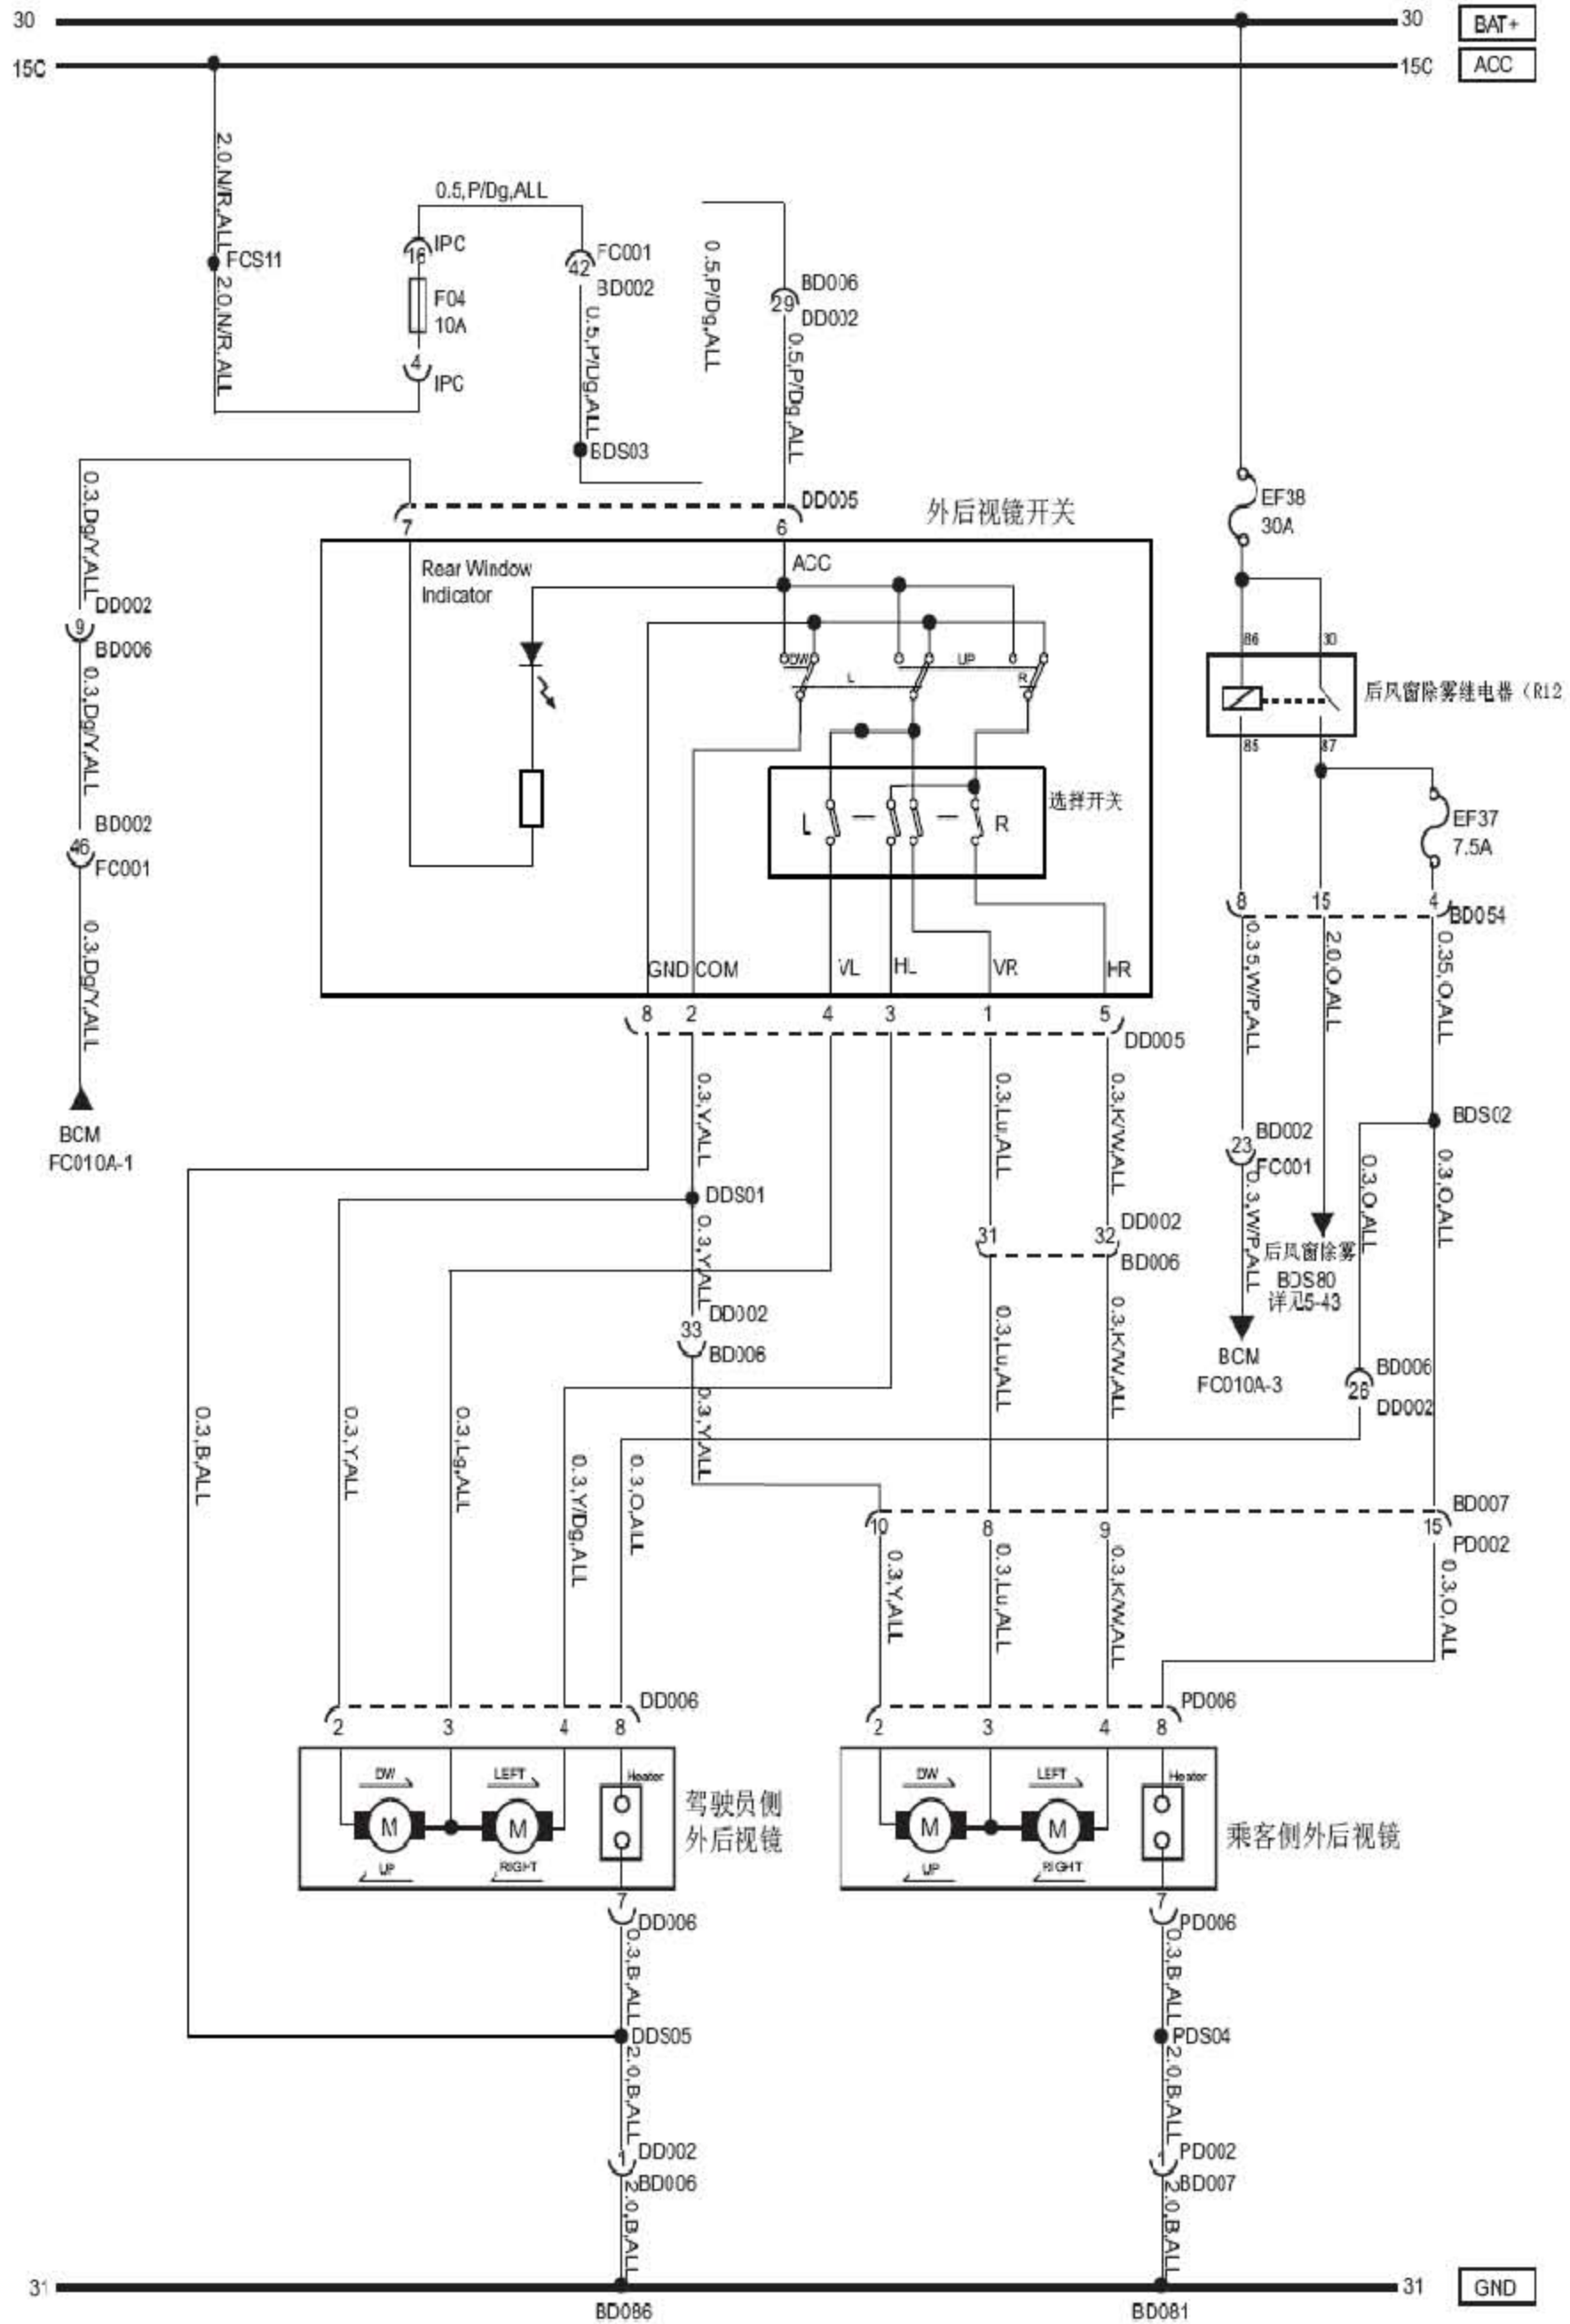 30
30
BAT+
15C
15C
ACC
2.0,N/R,ALL
FCS11
2.0,N/R,ALL
0.5,P/Dg,ALL
16
IPC
F04
10A
4
IPC
42
FC001
BD002
0.5,P/Dg,ALL
BDS03
0.5,P/Dg,ALL
29
BD006
DD002
0.5,P/Dg,ALL
DD005
7
6
外后视镜开关
EF38
30A
0.3,Dg/Y,ALL
DD002
9
BD006
0.3,Dg/Y,ALL
BD002
46
FC001
0.3,Dg/Y,ALL
BCM
FC010A-1
Rear Window
Indicator
ACC
DW
UP
L
R
选择开关
L
R
GND
COM
VL
HL
VR
HR
8
2
4
3
1
5
DD005
86
30
后风窗除雾继电器（R12
85
87
EF37
7.5A
8
15
4
BD054
0.35,W/P,ALL
2.0,O,ALL
0.35,O,ALL
BDS02
23
BD002
FC001
0.3,W/P,ALL
BCM
FC010A-3
后风窗除雾
BDS80
详见5-43
0.3,O,ALL
0.3,O,ALL
BD006
26
DD002
0.3,Y,ALL
DDS01
0.3,Y,ALL
DD002
33
BD006
0.3,Y,ALL
0.3,Lu,ALL
0.3,K/W,ALL
31
32
DD002
BD006
0.3,Lu,ALL
0.3,K/W,ALL
0.3,B,ALL
0.3,Y,ALL
0.3,Lg,ALL
0.3,Y/Dg,ALL
0.3,O,ALL
BD007
10
8
9
15
PD002
0.3,Y,ALL
0.3,Lu,ALL
0.3,K/W,ALL
0.3,O,ALL
DD006
2
3
4
8
DW
LEFT
Heater
M
M
UP
RIGHT
驾驶员侧
外后视镜
7
DD006
0.3,B,ALL
DDS05
2.0,B,ALL
1
DD002
BD006
2.0,B,ALL
PD006
2
3
4
8
DW
LEFT
Heater
M
M
UP
RIGHT
乘客侧外后视镜
7
PD006
0.3,B,ALL
PDS04
2.0,B,ALL
1
PD002
BD007
2.0,B,ALL
31
31
GND
BD086
BD081